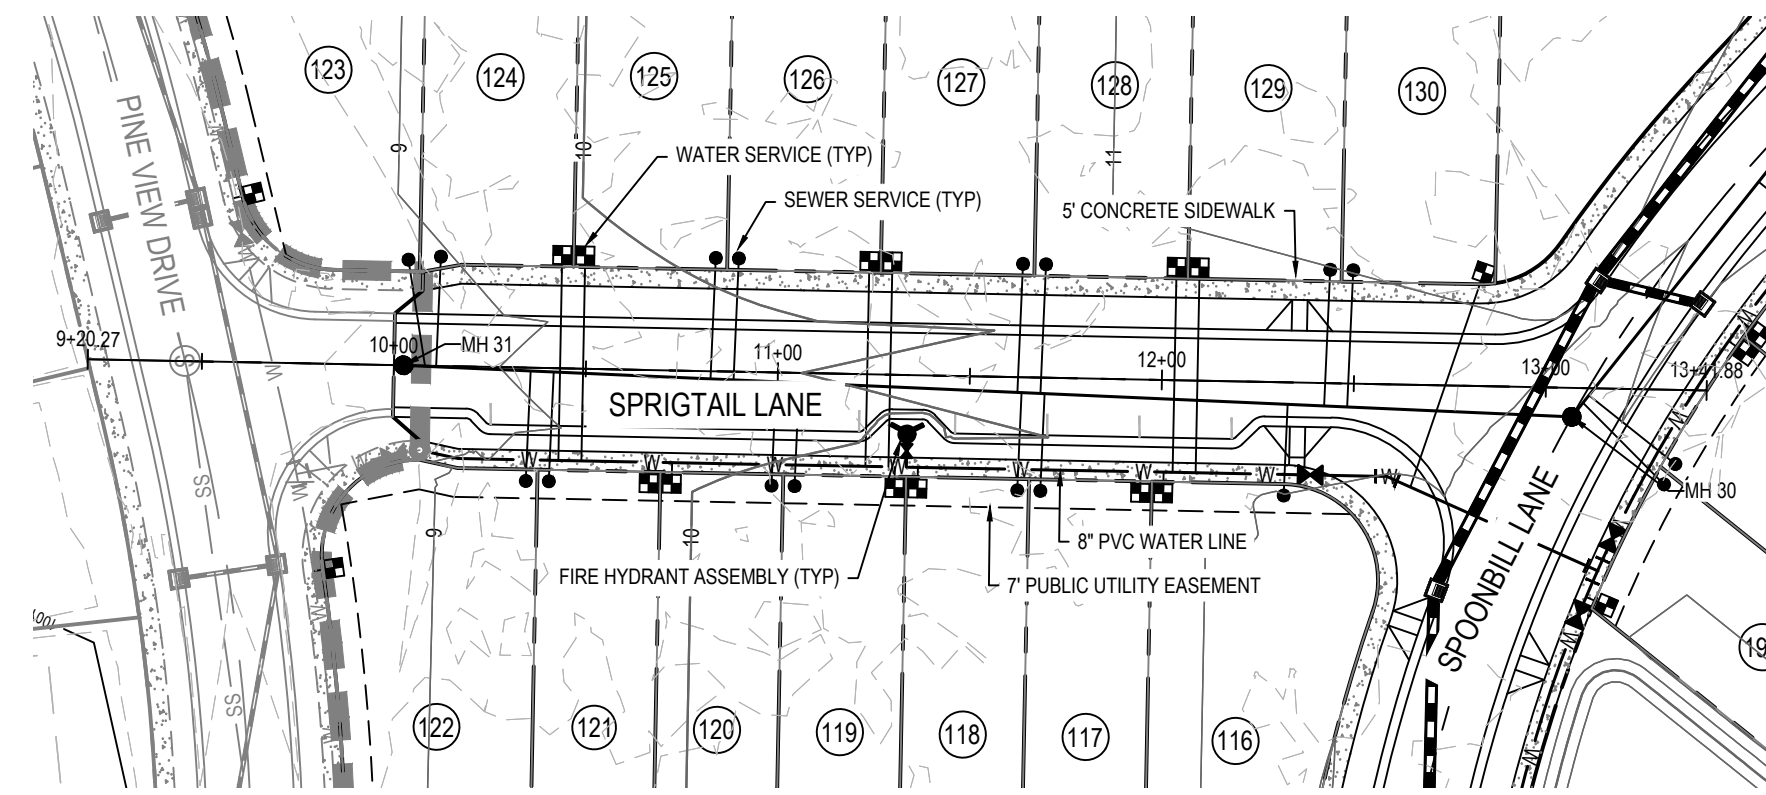 123
124
125
126
127
128
129
130
PINE VIEW DRIVE
9
10
11
WATER SERVICE (TYP)
SEWER SERVICE (TYP)
5' CONCRETE SIDEWALK
S
W
W
9+20.27
10+00
MH 31
11+00
12+00
13+00
13+41.88
SPRIGTAIL LANE
W
W
W
W
W
W
W
W
W
W
W
SS
SS
MH 30
9
10
8" PVC WATER LINE
FIRE HYDRANT ASSEMBLY (TYP)
7' PUBLIC UTILITY EASEMENT
SPOONBILL LANE
122
121
120
119
118
117
116
W
W
W
W
W